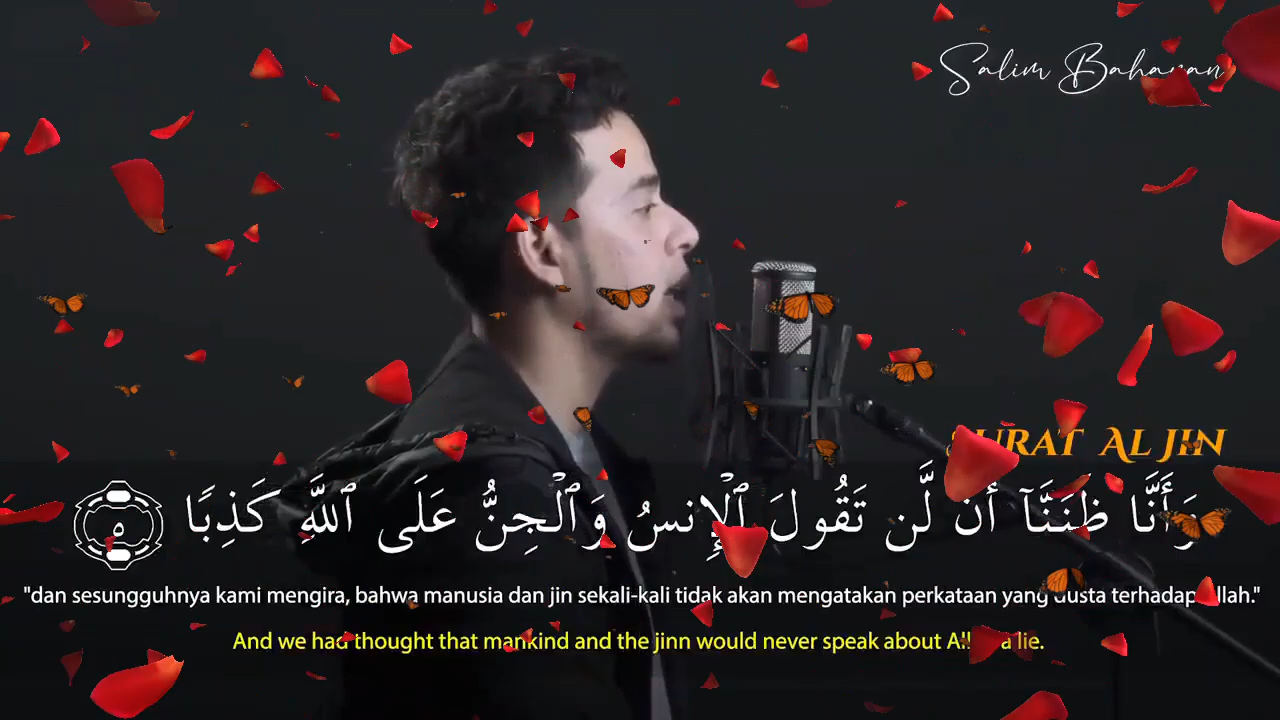 Salim Bahanan
SURAT AL JIN
وَأَنَّا ظَنَنَّآ أَن لَّن تَقُولَ ٱلْإِنسُ وَٱلْجِنُّ عَلَى ٱللَّهِ كَذِبًا ٥
"dan sesungguhnya kami mengira, bahwa manusia dan jin sekali-kali tidak akan mengatakan perkataan yang dusta terhadap Allah."
And we had thought that mankind and the jinn would never speak about Allah a lie.